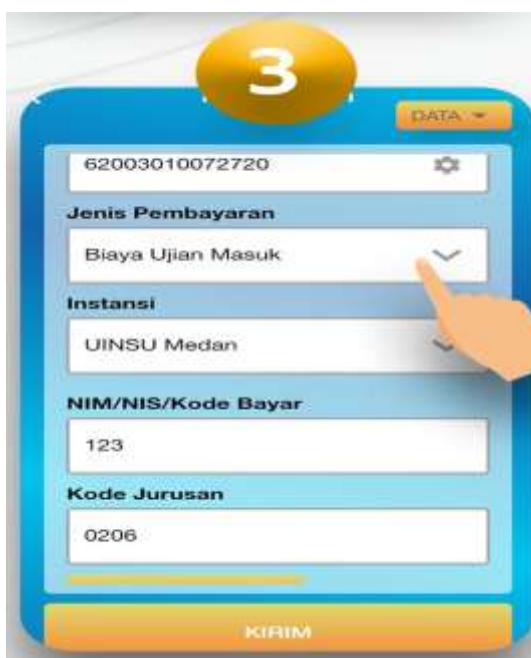 3
DATA
62003010072720
Jenis Pembayaran
Biaya Ujian Masuk
Instansi
UINSU Medan
NIM/NIS/Kode Bayar
123
Kode Jurusan
0206
KIRIM